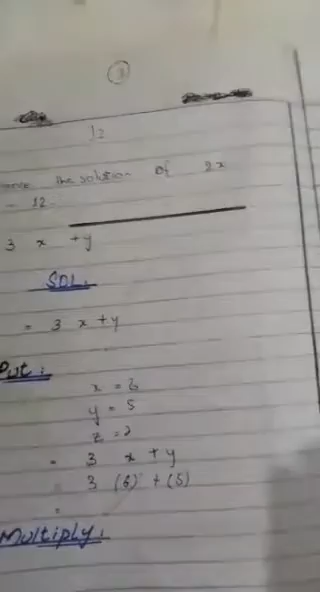 12
the solution of 2x
- 12
3 x + y
SOL:
= 3 x + y
Put:
x = 6
y = 5
z = 2
= 3 x + y
3 (6) + (5)
=
Multiply: